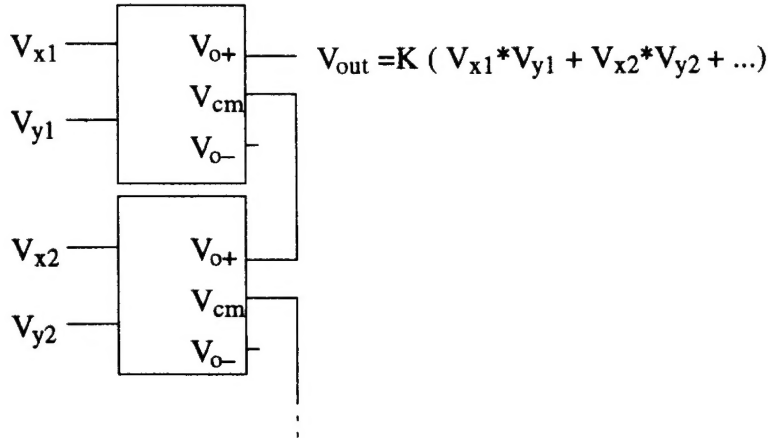 V_x1 V_o+ V_out =K ( V_x1*V_y1 + V_x2*V_y2 + ...)
V_cm
V_y1
V_o–
V_x2 V_o+
V_cm
V_y2
V_o–